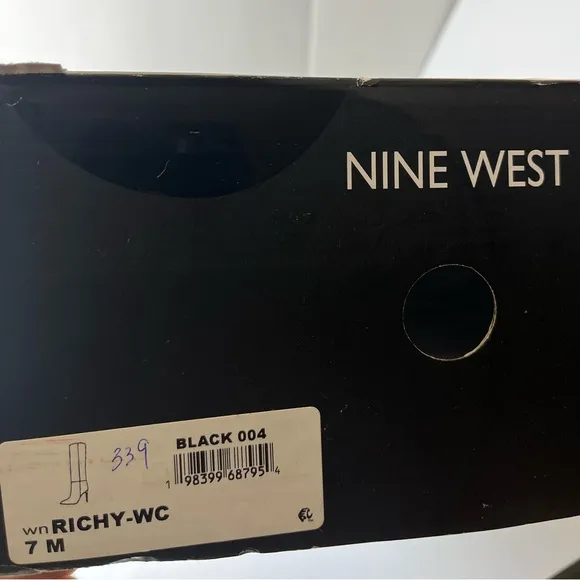 NINE WEST
339
BLACK 004
1 98399 68795 4
wn RICHY-WC
7 M